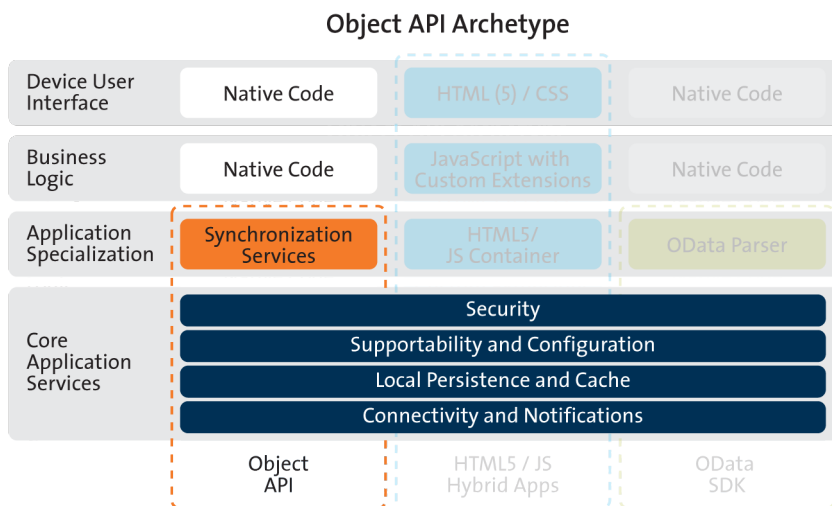 Object API Archetype
Device User
Interface
Native Code
HTML (5) / CSS
Native Code
Business
Logic
Native Code
JavaScript with
Custom Extensions
Native Code
Application
Specialization
Synchronization
Services
HTML5/
JS Container
OData Parser
Core
Application
Services
Security
Supportability and Configuration
Local Persistence and Cache
Connectivity and Notifications
Object
API
HTML5 / JS
Hybrid Apps
OData
SDK